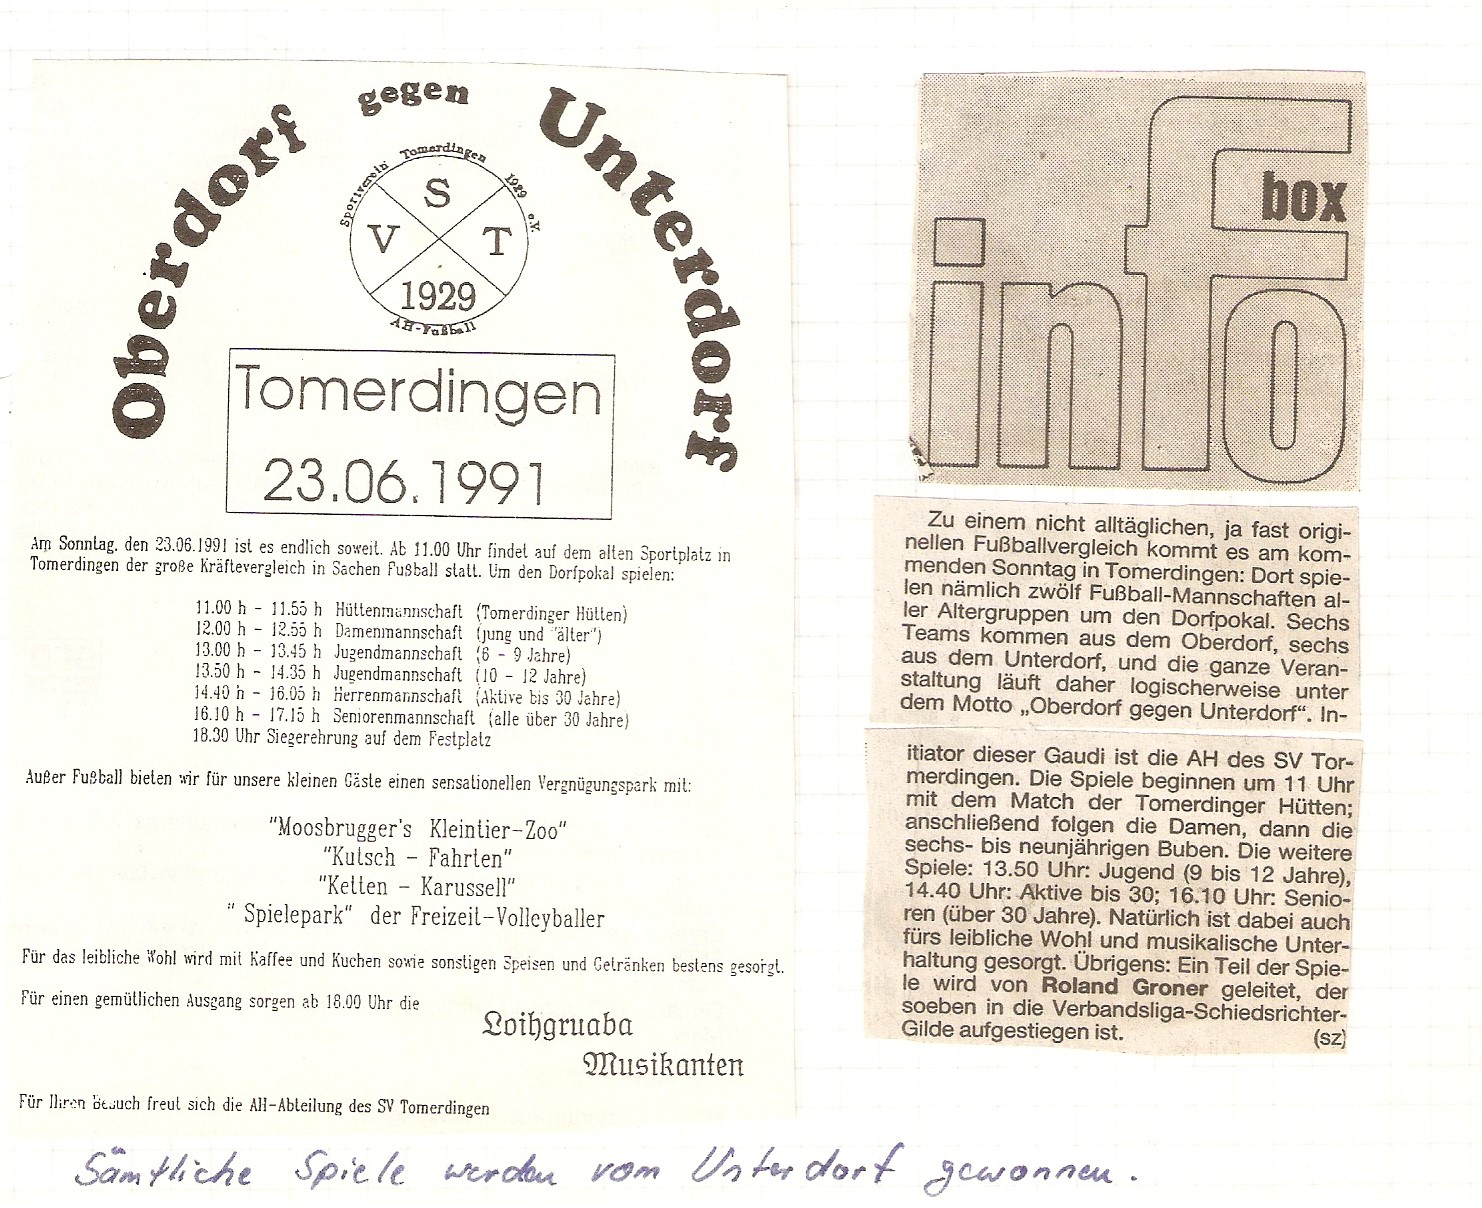 Oberdorf gegen Unterdorf
Sportverein Tomerdingen 1929 e.V.
S
V T
1929
AH-Fußball
Tomerdingen
23.06.1991
Am Sonntag, den 23.06.1991 ist es endlich soweit. Ab 11.00 Uhr findet auf dem alten Sportplatz in
Tomerdingen der große Kräftevergleich in Sachen Fußball statt. Um den Dorfpokal spielen:
11.00 h - 11.55 h Hüttenmannschaft (Tomerdinger Hütten)
12.00 h - 12.55 h Damenmannschaft (jung und "älter")
13.00 h - 13.45 h Jugendmannschaft (6 - 9 Jahre)
13.50 h - 14.35 h Jugendmannschaft (10 - 12 Jahre)
14.40 h - 16.05 h Herrenmannschaft (Aktive bis 30 Jahre)
16.10 h - 17.15 h Seniorenmannschaft (alle über 30 Jahre)
18.30 Uhr Siegerehrung auf dem Festplatz
Außer Fußball bieten wir für unsere kleinen Gäste einen sensationellen Vergnügungspark mit:
"Moosbrugger's Kleintier-Zoo"
"Kutsch - Fahrten"
"Ketten - Karussell"
" Spielepark" der Freizeit-Volleyballer
Für das leibliche Wohl wird mit Kaffee und Kuchen sowie sonstigen Speisen und Getränken bestens gesorgt.
Für einen gemütlichen Ausgang sorgen ab 18.00 Uhr die
Loihgruaba
Musikanten
Für Ihren Besuch freut sich die AH-Abteilung des SV Tomerdingen
info
box
Zu einem nicht alltäglichen, ja fast origi-
nellen Fußballvergleich kommt es am kom-
menden Sonntag in Tomerdingen: Dort spie-
len nämlich zwölf Fußball-Mannschaften al-
ler Altergruppen um den Dorfpokal. Sechs
Teams kommen aus dem Oberdorf, sechs
aus dem Unterdorf, und die ganze Veran-
staltung läuft daher logischerweise unter
dem Motto „Oberdorf gegen Unterdorf“. In-
itiator dieser Gaudi ist die AH des SV Tor-
merdingen. Die Spiele beginnen um 11 Uhr
mit dem Match der Tomerdinger Hütten;
anschließend folgen die Damen, dann die
sechs- bis neunjährigen Buben. Die weitere
Spiele: 13.50 Uhr: Jugend (9 bis 12 Jahre),
14.40 Uhr: Aktive bis 30; 16.10 Uhr: Senio-
ren (über 30 Jahre). Natürlich ist dabei auch
fürs leibliche Wohl und musikalische Unter-
haltung gesorgt. Übrigens: Ein Teil der Spie-
le wird von Roland Groner geleitet, der
soeben in die Verbandsliga-Schiedsrichter-
Gilde aufgestiegen ist. (sz)
Sämtliche Spiele werden vom Unterdorf gewonnen.